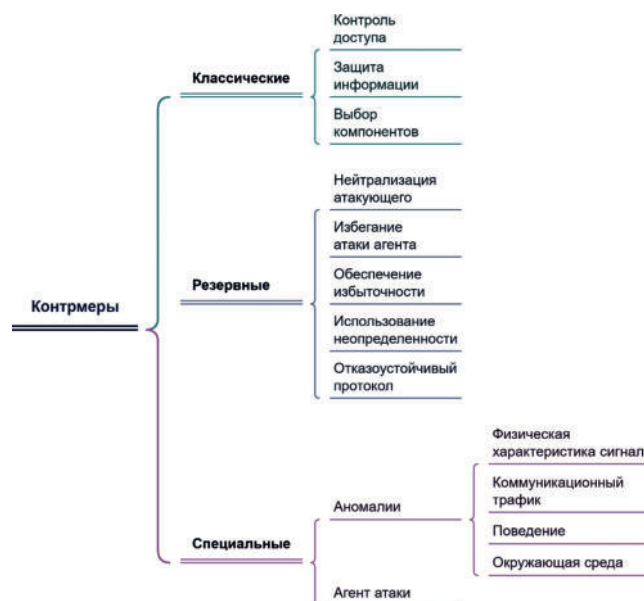 Контрмеры
Классические
Контроль
доступа
Защита
информации
Выбор
компонентов
Резервные
Нейтрализация
атакующего
Избегание
атаки агента
Обеспечение
избыточности
Использование
неопределенности
Отказоустойчивый
протокол
Специальные
Аномалии
Физическая
характеристика сигнал
Коммуникационный
трафик
Поведение
Окружающая среда
Агент атаки